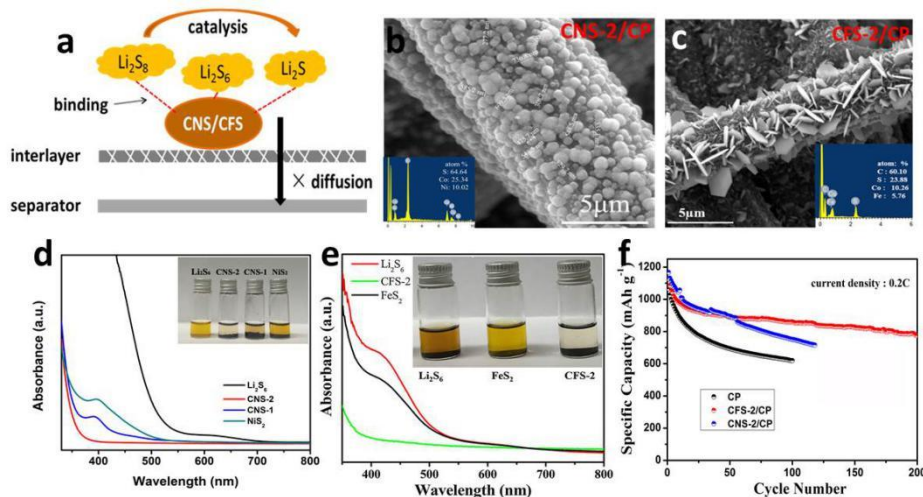 a
catalysis
Li2S8
Li2S6
Li2S
binding
CNS/CFS
interlayer
× diffusion
separator
b
CNS-2/CP
atom %
S: 64.64
Co: 25.34
Ni: 10.02
5μm
c
CFS-2/CP
5μm
atom: %
C : 60.10
S : 23.88
Co : 10.26
Fe : 5.76
d
Absorbance (a.u.)
Li2S6 CNS-2 CNS-1 NiS2
Li2S6
CNS-2
CNS-1
NiS2
400 500 600 700 800
Wavelength (nm)
e
Absorbance (a.u.)
Li2S6
CFS-2
FeS2
Li2S6 FeS2 CFS-2
400 500 600 700 800
Wavelength (nm)
f
Specific Capacity (mAh g-1)
1200
1000
800
600
400
200
0
current density : 0.2C
CP
CFS-2/CP
CNS-2/CP
0 50 100 150 200
Cycle Number